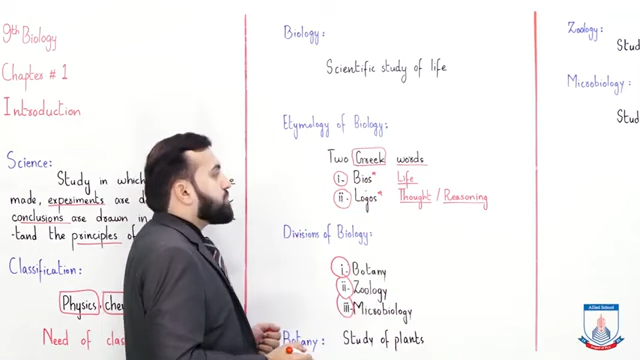 9th Biology
Chapter # 1
Introduction
Science:
Study in which
made, experiments are d
conclusions are drawn in
-tand the principles of
Classification:
Physics, che
Need of clas
Biology:
Scientific study of life
Etymology of Biology:
Two Greek words
i. Bios* Life
ii. Logos* Thought / Reasoning
Divisions of Biology:
i. Botany
ii. Zoology
iii. Microbiology
Botany: Study of plants
Zoology:
Stud
Microbiology:
Stud
Allied School